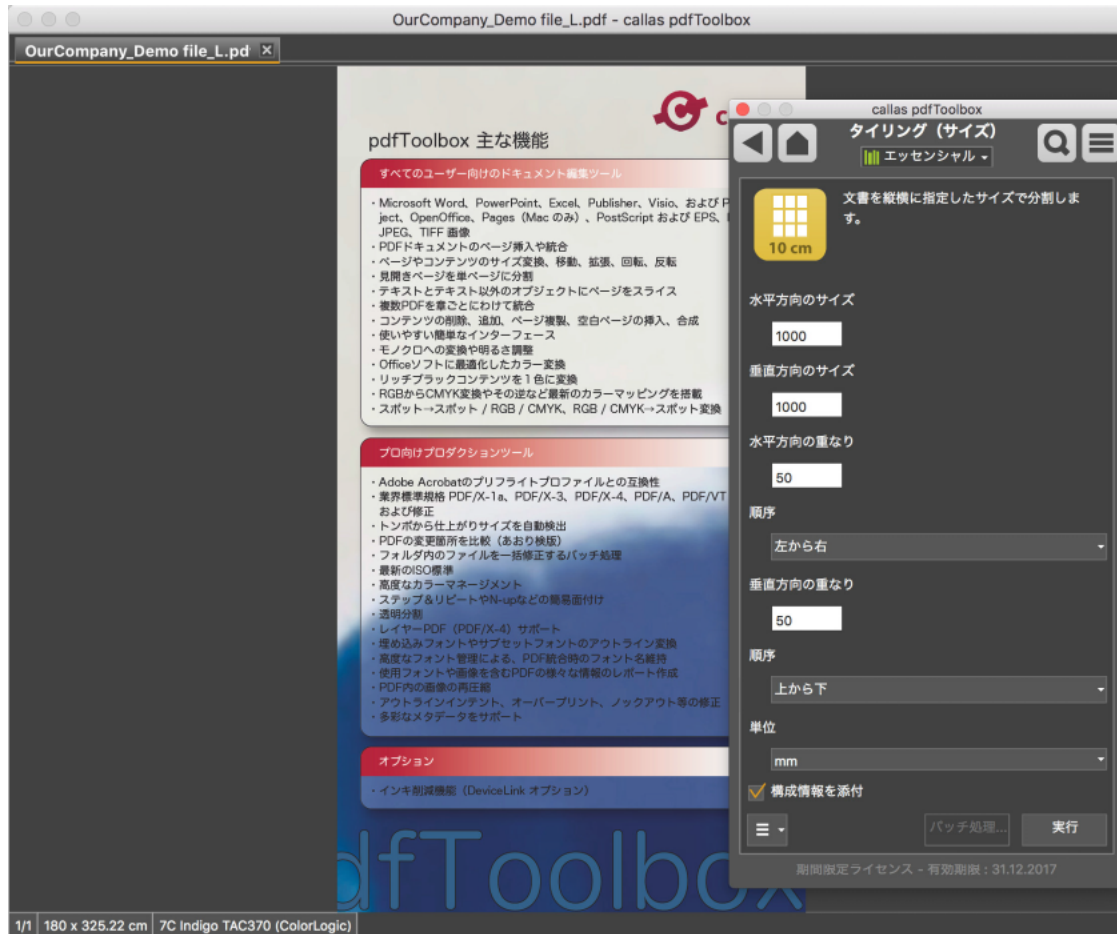 OurCompany_Demo file_L.pdf - callas pdfToolbox
OurCompany_Demo file_L.pd
pdfToolbox 主な機能
すべてのユーザー向けのドキュメント編集ツール
・Microsoft Word、PowerPoint、Excel、Publisher、Visio、および P
ject、OpenOffice、Pages（Mac のみ）、PostScript および EPS、
JPEG、TIFF 画像
・PDFドキュメントのページ挿入や統合
・ページやコンテンツのサイズ変換、移動、拡張、回転、反転
・見開きページを単ページに分割
・テキストとテキスト以外のオブジェクトにページをスライス
・複数PDFを章ごとにわけて統合
・コンテンツの削除、追加、ページ複製、空白ページの挿入、合成
・使いやすい簡単なインターフェース
・モノクロへの変換や明るさ調整
・Officeソフトに最適化したカラー変換
・リッチブラックコンテンツを１色に変換
・RGBからCMYK変換やその逆など最新のカラーマッピングを搭載
・スポット→スポット / RGB / CMYK、RGB / CMYK→スポット変換
プロ向けプロダクションツール
・Adobe Acrobatのプリフライトプロファイルとの互換性
・業界標準規格 PDF/X-1a、PDF/X-3、PDF/X-4、PDF/A、PDF/VT
および修正
・トンボから仕上がりサイズを自動検出
・PDFの変更箇所を比較（あおり検版）
・フォルダ内のファイルを一括修正するバッチ処理
・最新のISO標準
・高度なカラーマネージメント
・ステップ＆リピートやN-upなどの簡易面付け
・透明分割
・レイヤーPDF（PDF/X-4）サポート
・埋め込みフォントやサブセットフォントのアウトライン変換
・高度なフォント管理による、PDF統合時のフォント名維持
・使用フォントや画像を含むPDFの様々な情報のレポート作成
・PDF内の画像の再圧縮
・アウトラインインテント、オーバープリント、ノックアウト等の修正
・多彩なメタデータをサポート
オプション
・インキ削減機能（DeviceLink オプション）
dfToolbox
callas pdfToolbox
タイリング（サイズ）
エッセンシャル
10 cm
文書を縦横に指定したサイズで分割しま
す。
水平方向のサイズ
1000
垂直方向のサイズ
1000
水平方向の重なり
50
順序
左から右
垂直方向の重なり
50
順序
上から下
単位
mm
構成情報を添付
バッチ処理...
実行
期間限定ライセンス - 有効期限 : 31.12.2017
1/1 180 x 325.22 cm 7C Indigo TAC370 (ColorLogic)